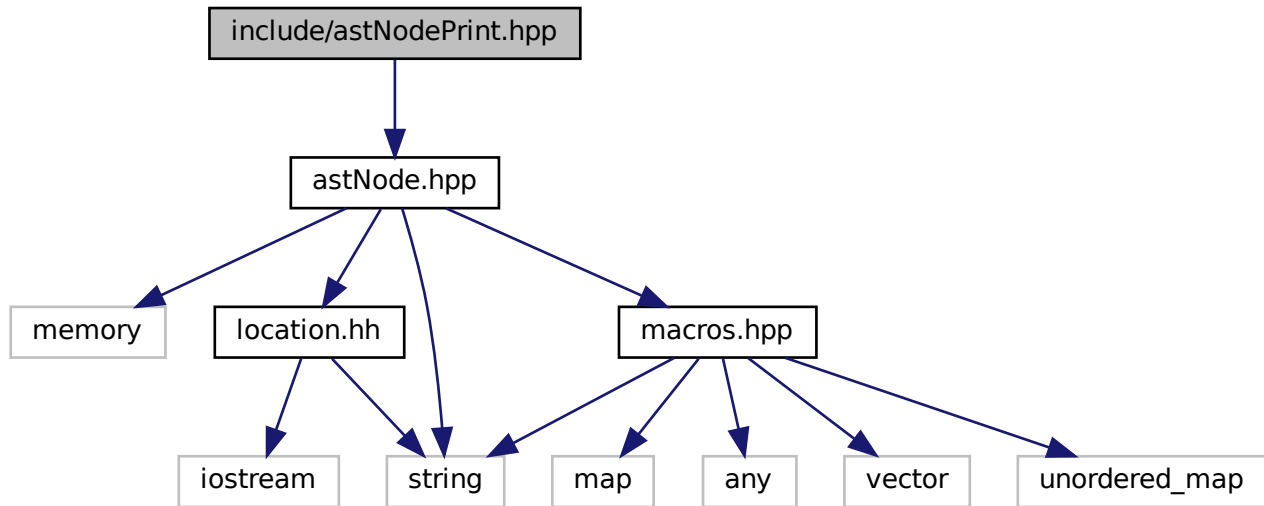 include/astNodePrint.hpp
astNode.hpp
memory
location.hh
macros.hpp
iostream
string
map
any
vector
unordered_map